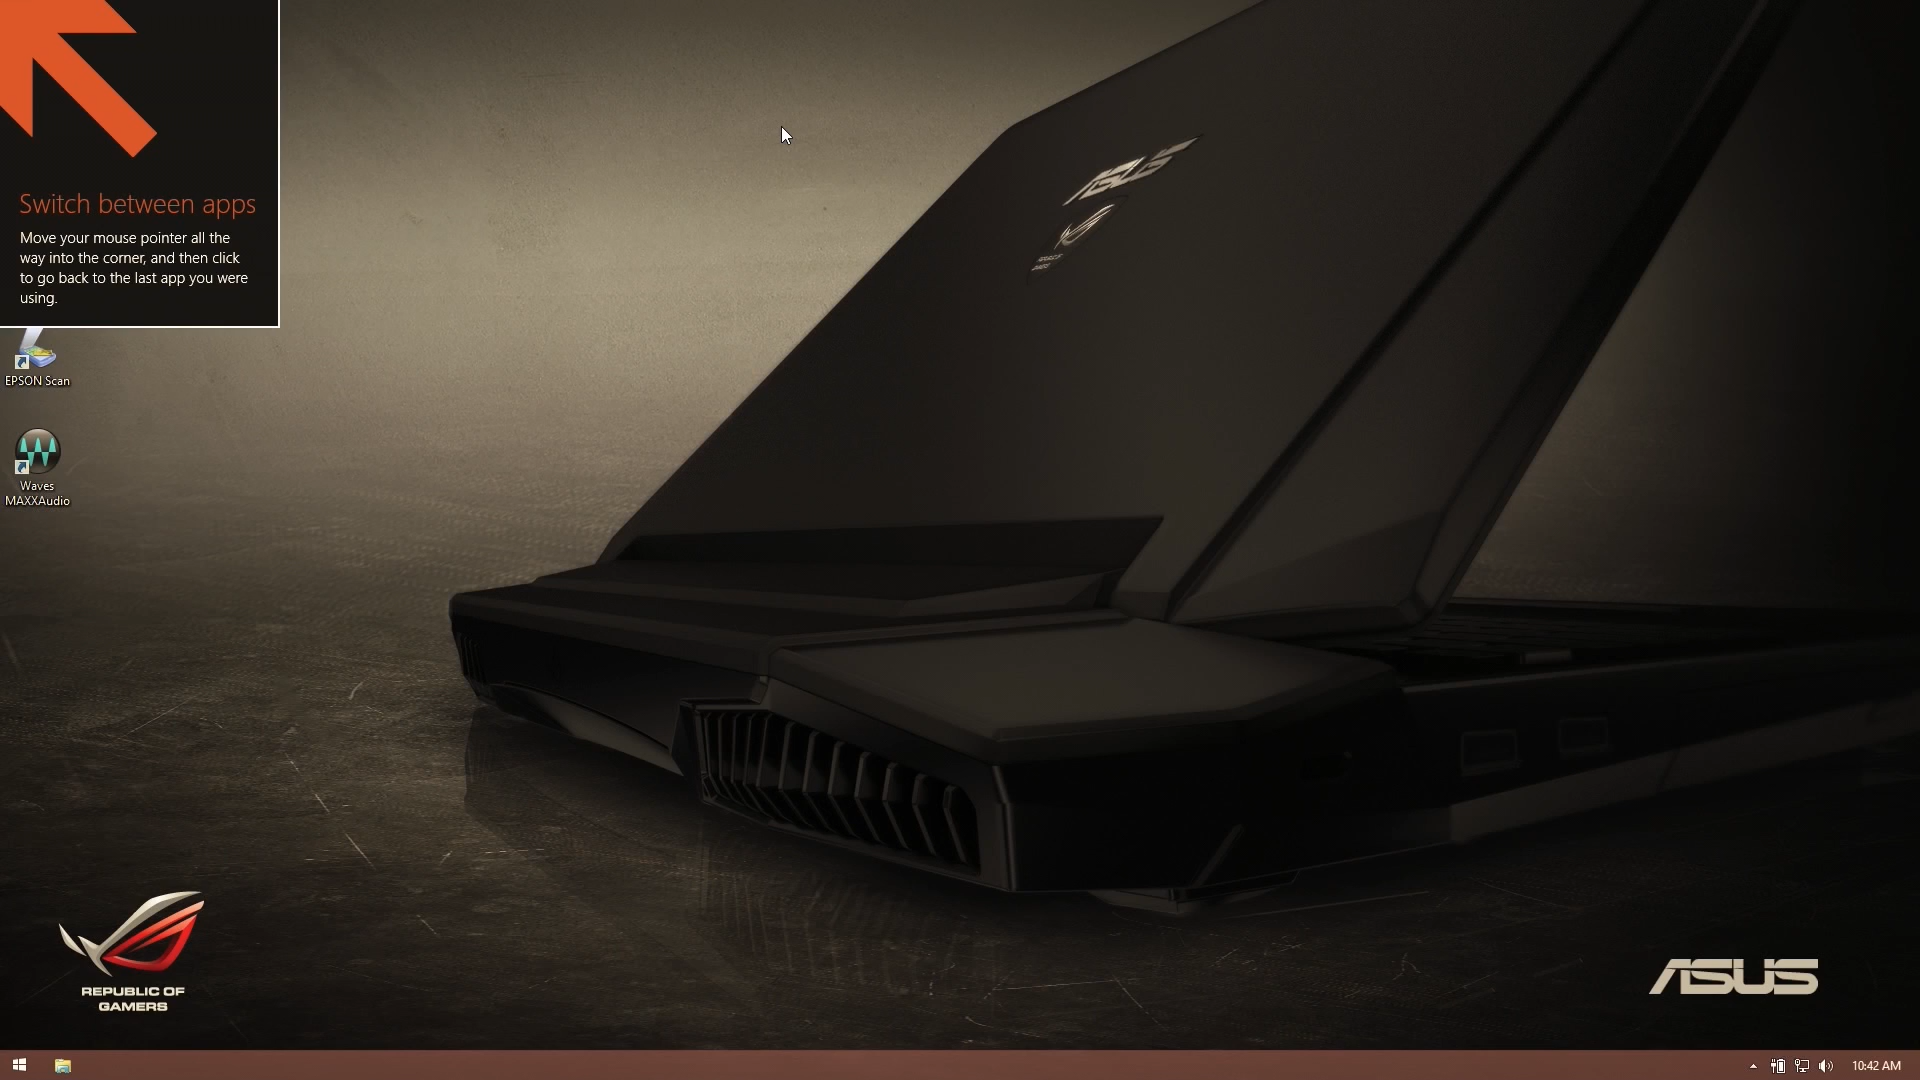 Switch between apps
Move your mouse pointer all the
way into the corner, and then click
to go back to the last app you were
using.
EPSON Scan
Waves
MAXXAudio
ASUS
REPUBLIC OF
GAMERS
ASUS
10:42 AM